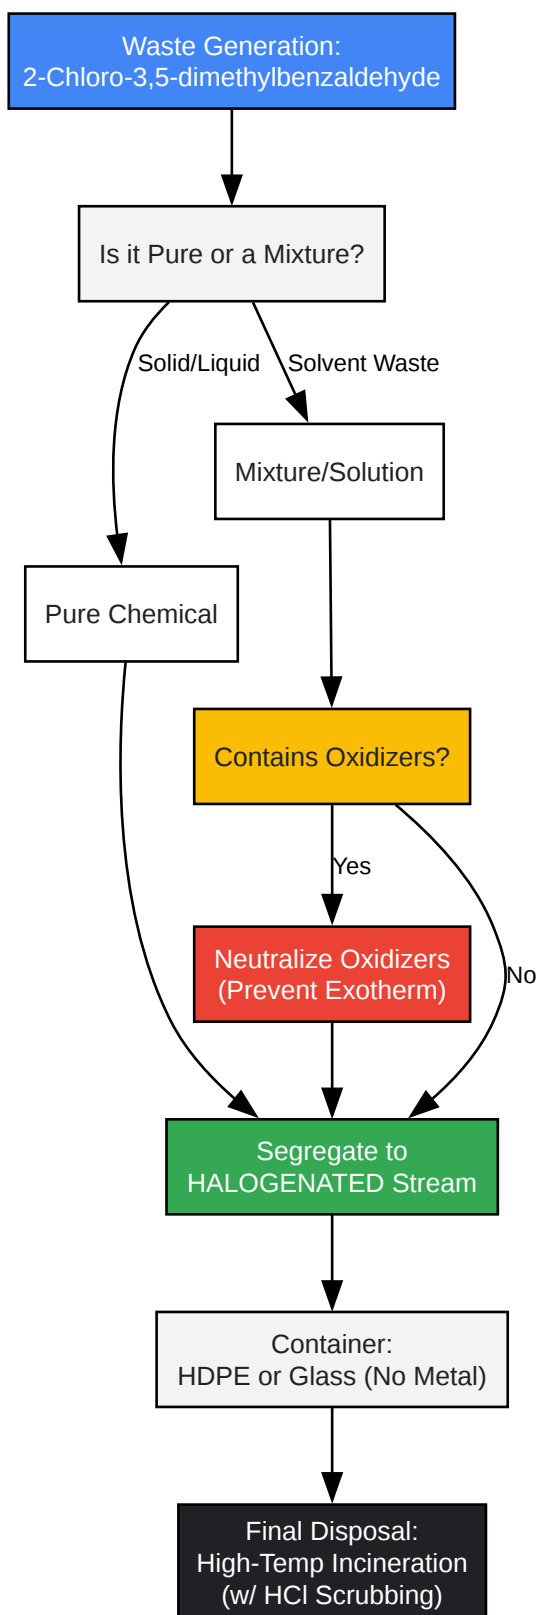 Waste Generation:
2-Chloro-3,5-dimethylbenzaldehyde
Is it Pure or a Mixture?
Solid/Liquid
Solvent Waste
Mixture/Solution
Pure Chemical
Contains Oxidizers?
Yes
Neutralize Oxidizers
(Prevent Exotherm)
No
Segregate to
HALOGENATED Stream
Container:
HDPE or Glass (No Metal)
Final Disposal:
High-Temp Incineration
(w/ HCl Scrubbing)